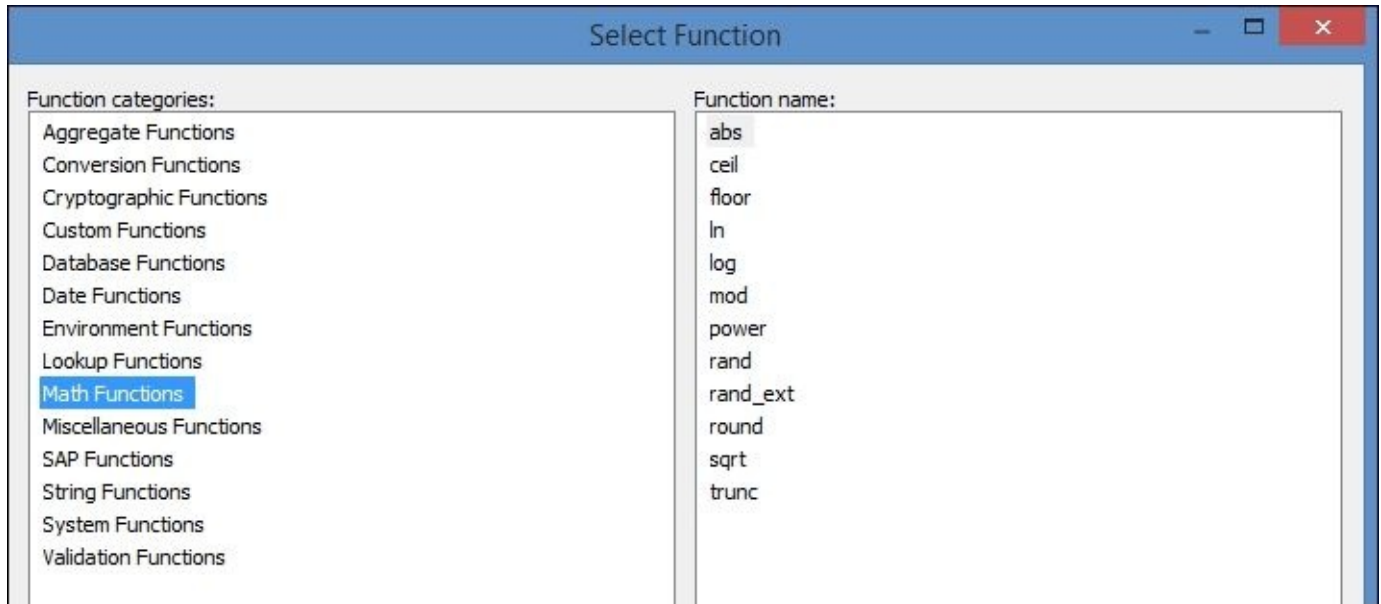 Select Function
Function categories:
Aggregate Functions
Conversion Functions
Cryptographic Functions
Custom Functions
Database Functions
Date Functions
Environment Functions
Lookup Functions
Math Functions
Miscellaneous Functions
SAP Functions
String Functions
System Functions
Validation Functions
Function name:
abs
ceil
floor
ln
log
mod
power
rand
rand_ext
round
sqrt
trunc